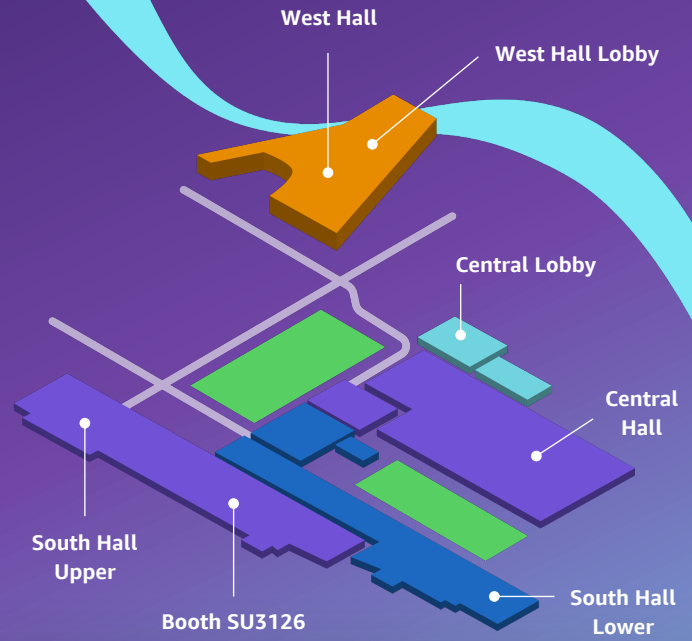 West Hall
West Hall Lobby
Central Lobby
Central
Hall
South Hall
Upper
Booth SU3126
South Hall
Lower